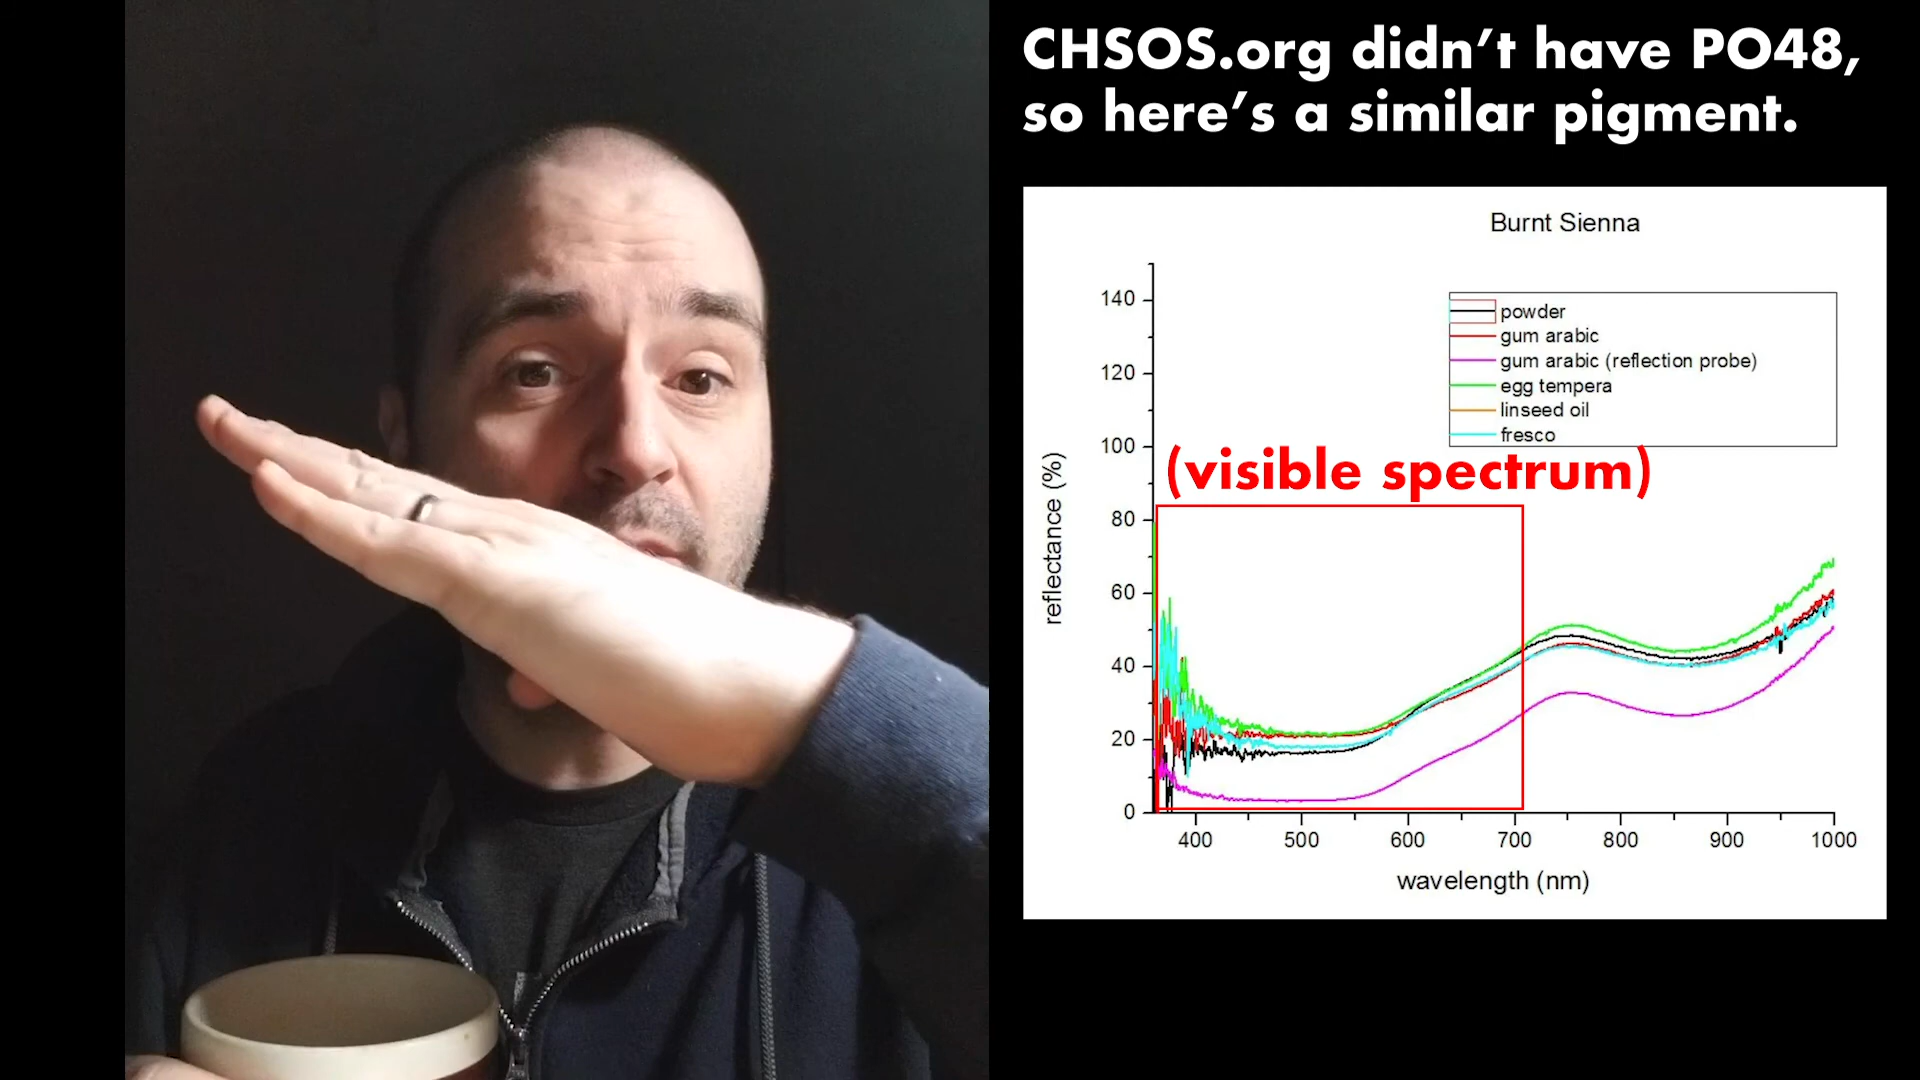 CHSOS.org didn't have PO48,
so here's a similar pigment.
Burnt Sienna
powder
gum arabic
gum arabic (reflection probe)
egg tempera
linseed oil
fresco
(visible spectrum)
reflectance (%)
140
120
100
80
60
40
20
0
400 500 600 700 800 900 1000
wavelength (nm)